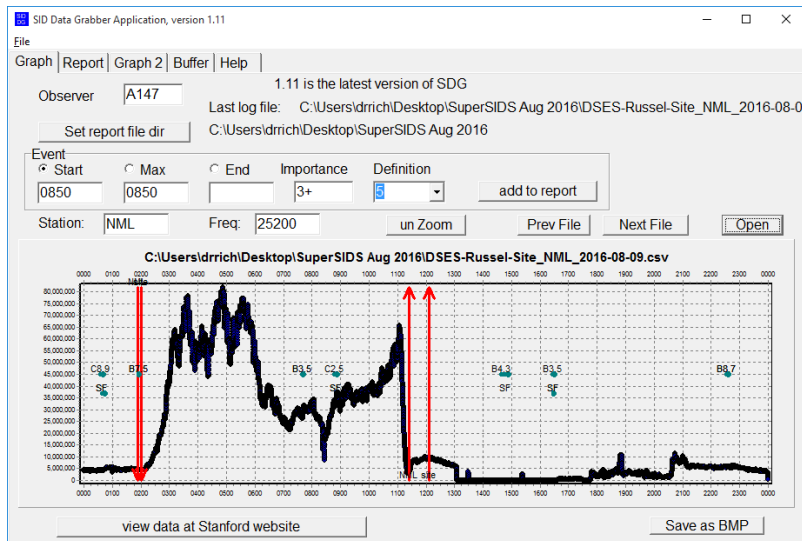 SID Data Grabber Application, version 1.11
File
Graph Report Graph 2 Buffer Help
1.11 is the latest version of SDG
Observer A147
Last log file: C:\Users\drrich\Desktop\SuperSIDS Aug 2016\DSES-Russel-Site_NML_2016-08-0
Set report file dir C:\Users\drrich\Desktop\SuperSIDS Aug 2016
Event
Start Max End Importance Definition
0850 0850 3+ 5 add to report
Station: NML Freq: 25200 un Zoom Prev File Next File Open
C:\Users\drrich\Desktop\SuperSIDS Aug 2016\DSES-Russel-Site_NML_2016-08-09.csv
0000 0100 0200 0300 0400 0500 0600 0700 0800 0900 1000 1100 1200 1300 1400 1500 1600 1700 1800 1900 2000 2100 2200 2300 0000
80,000,000
75,000,000
70,000,000
65,000,000
60,000,000
55,000,000
50,000,000
45,000,000
40,000,000
35,000,000
30,000,000
25,000,000
20,000,000
15,000,000
10,000,000
5,000,000
0
C8.9 B7.5 B3.5 C2.5 B4.3 B3.5 B8.7
SF SF SF SF
NML
0000 0100 0200 0300 0400 0500 0600 0700 0800 0900 1000 1100 1200 1300 1400 1500 1600 1700 1800 1900 2000 2100 2200 2300 0000
view data at Stanford website Save as BMP